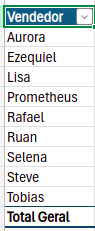 Vendedor
Aurora
Ezequiel
Lisa
Prometheus
Rafael
Ruan
Selena
Steve
Tobias
Total Geral